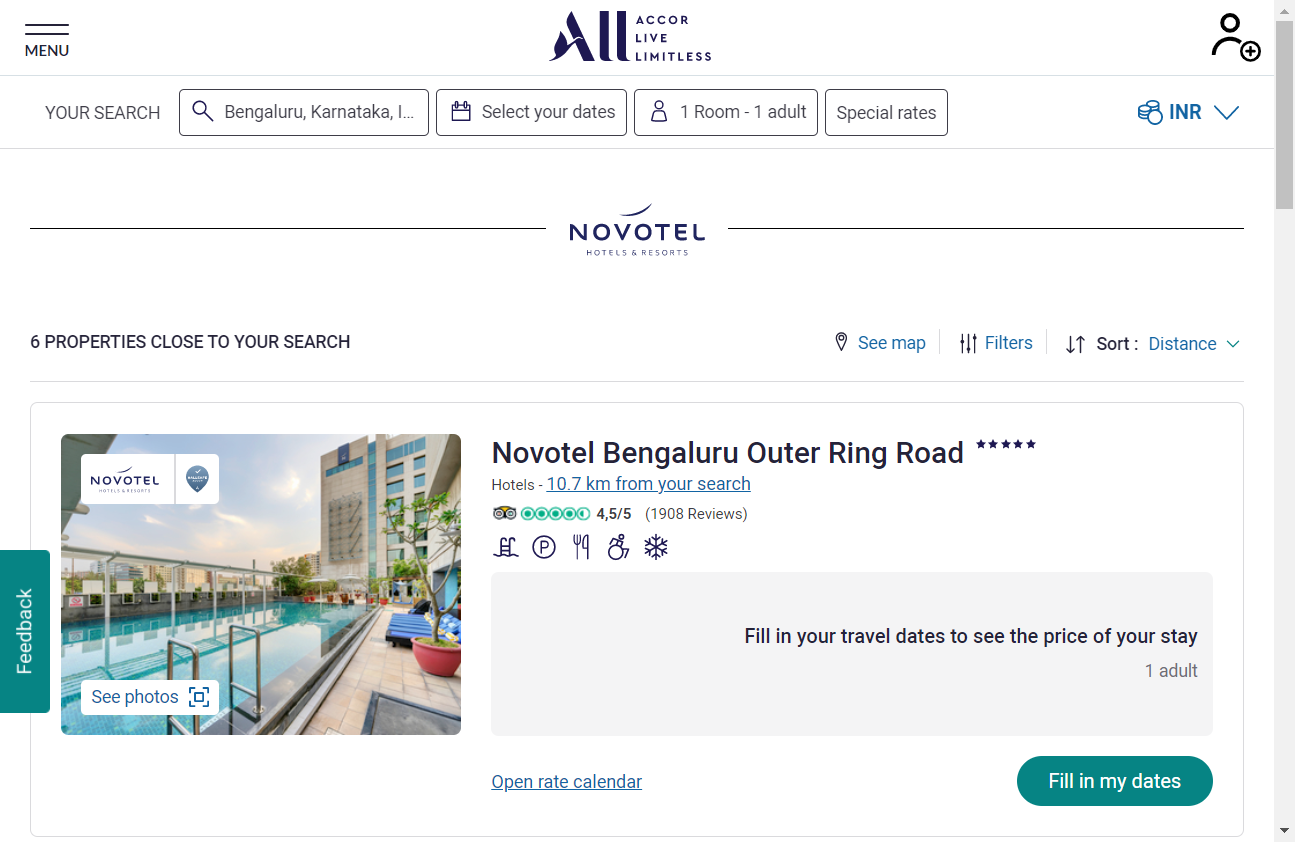 MENU
All ACCOR
LIVE
LIMITLESS
YOUR SEARCH
Bengaluru, Karnataka, I...
Select your dates
1 Room - 1 adult
Special rates
INR
NOVOTEL
HOTELS & RESORTS
6 PROPERTIES CLOSE TO YOUR SEARCH
See map
Filters
Sort : Distance
NOVOTEL
HOTELS & RESORTS
Novotel Bengaluru Outer Ring Road
Hotels - 10.7 km from your search
4,5/5 (1908 Reviews)
P
Fill in your travel dates to see the price of your stay
1 adult
See photos
Open rate calendar
Fill in my dates
Feedback